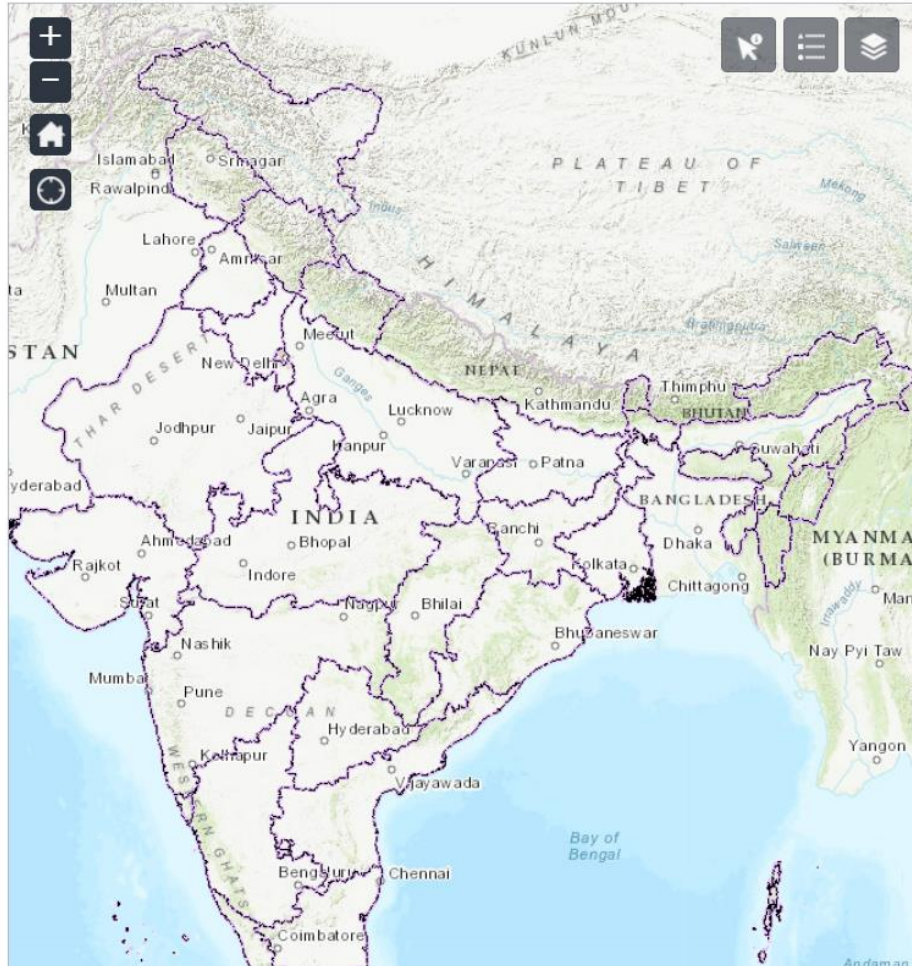 +
−
KUNLUN MOU
PLATEAU OF
TIBET
Mekong
Salween
Indus
Brahmaputra
HIMALAYA
Islamabad
Rawalpind
Srinagar
Lahore
Amritsar
Multan
ta
STAN
THAR DESERT
Meerut
New Delhi
Ganges
NEPAL
Kathmandu
Thimphu
BHUTAN
Agra
Lucknow
Jodhpur
Jaipur
Kanpur
Varanasi
Patna
Guwahati
yderabad
BANGLADESH
INDIA
Ranchi
Dhaka
MYANMA
(BURMA
Ahmedabad
Bhopal
Rajkot
Indore
Kolkata
Chittagong
Surat
Nagpur
Bhilai
Irrawaddy
Man
Nashik
Bhubaneswar
Nay Pyi Taw
Mumba
Pune
DECCAN
Hyderabad
Kolhapur
Yangon
WESTERN GHATS
Vijayawada
Bay of
Bengal
Bengaluru
Chennai
Coimbatore
Andaman